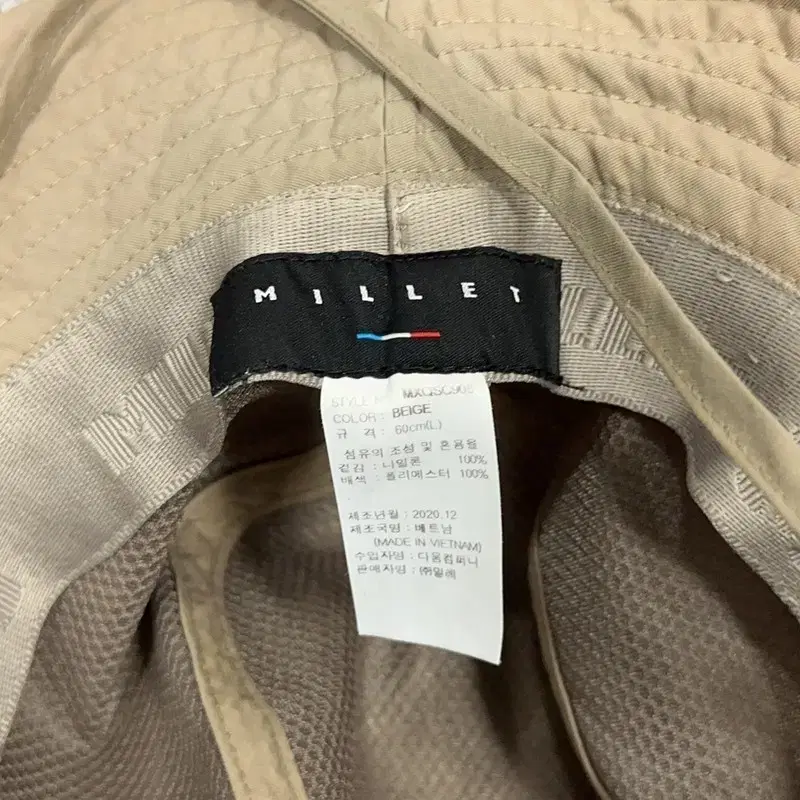 MILLET
STYLE
COLOR : BEIGE
규 격 : 60cm(L)
섬유의 조성 및 혼용율
겉감 : 나일론 100%
배색 : 폴리에스터 100%
제조년월 : 2020.12
제조국명 : 베트남
(MADE IN VIETNAM)
수입자명 : 다움컴퍼니
판매자명 : ㈜밀레